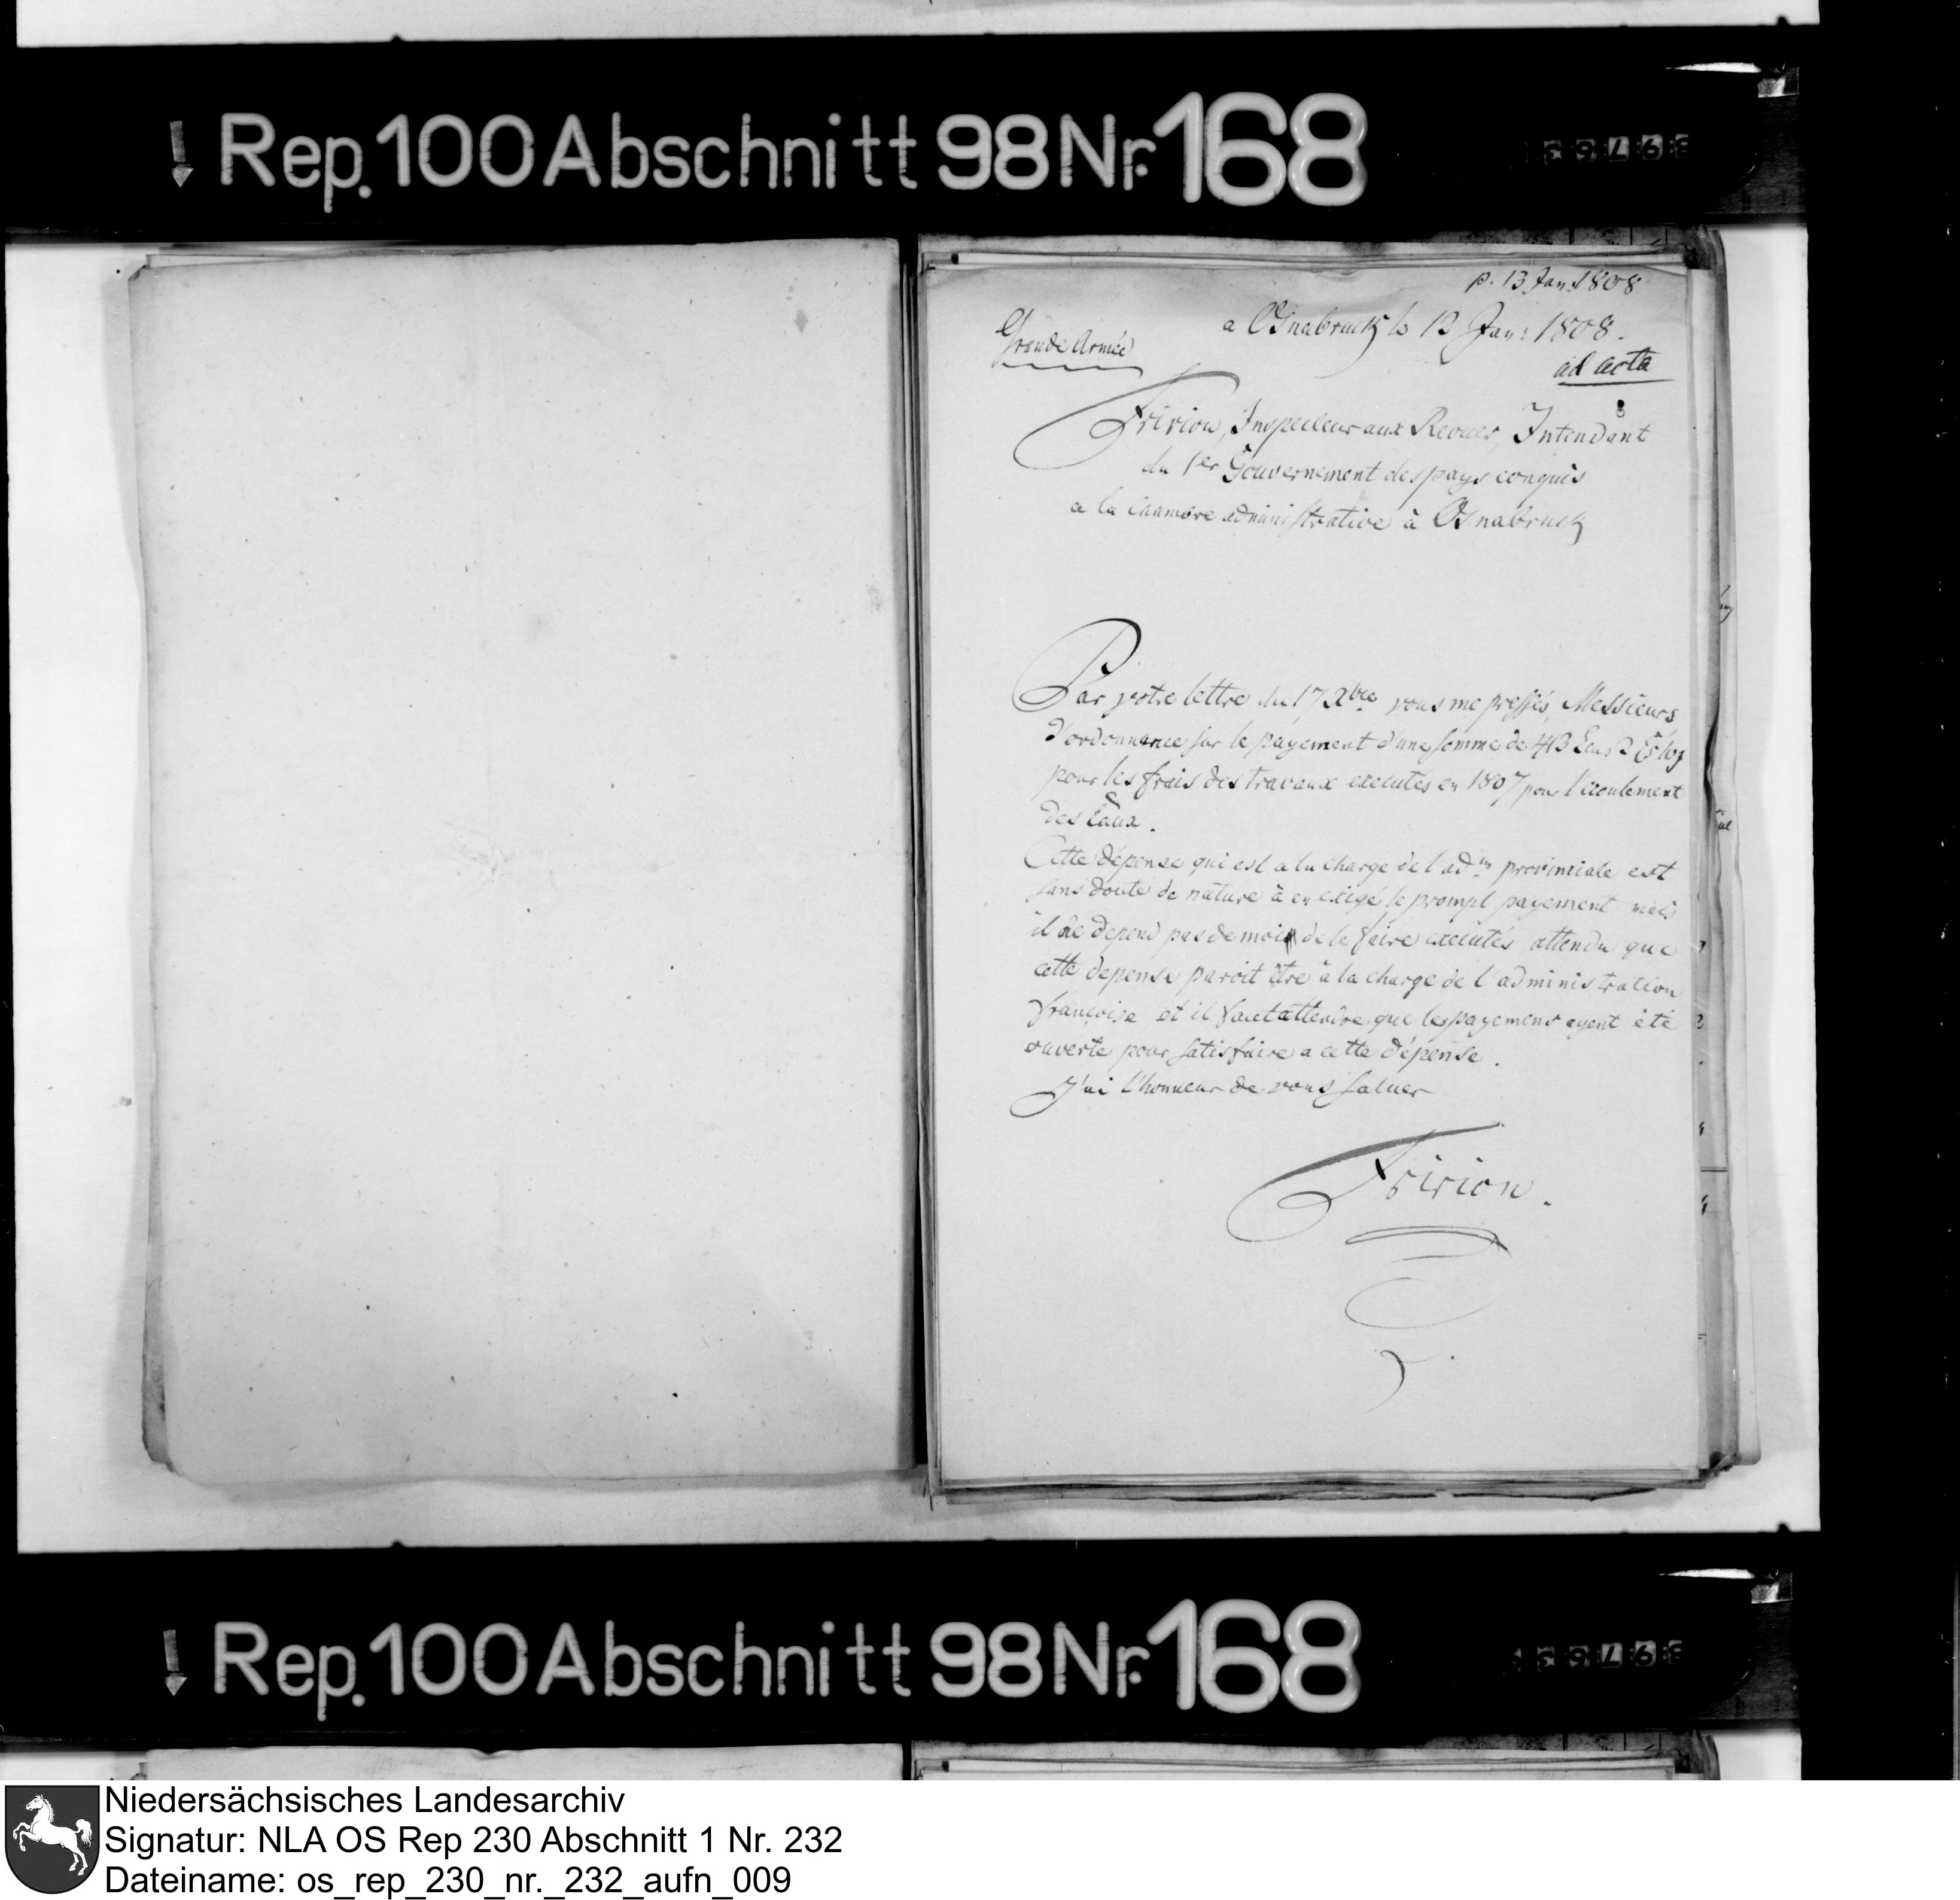 Rep. 100 Abschnitt 98 Nr. 168
p. 13 Jan. 1808
a Osnabruck le 12 Jan: 1808.
Grande Armée
ad acta
8
Fririon, Inspecteur aux Revues, Intendant
du 1er Gouvernement des pays conquis
a la Chambre administrative à Osnabruck
Par votre lettre du 17 Xbre vous me pressés, Messieurs
d'ordonnance sur le payement d'une somme de 413 Ecus 2
pour les frais des travaux executés en 1807 pour l'ecoulement
des Eaux.
Cette dépense qui est a la charge de l'adon provinciale est
sans doute de nature à en exigé le prompt payement mais
il ne depend pas de moi de le faire executés attendu que
cette depense paroit être à la charge de l'administration
françoise et il faut attendre que les payemens ayent été
ouverte pour satisfaire a cette dépense.
J'ai l'honneur de vous saluer
Fririon.
Rep. 100 Abschnitt 98 Nr. 168
Niedersächsisches Landesarchiv
Signatur: NLA OS Rep 230 Abschnitt 1 Nr. 232
Dateiname: os_rep_230_nr._232_aufn_009